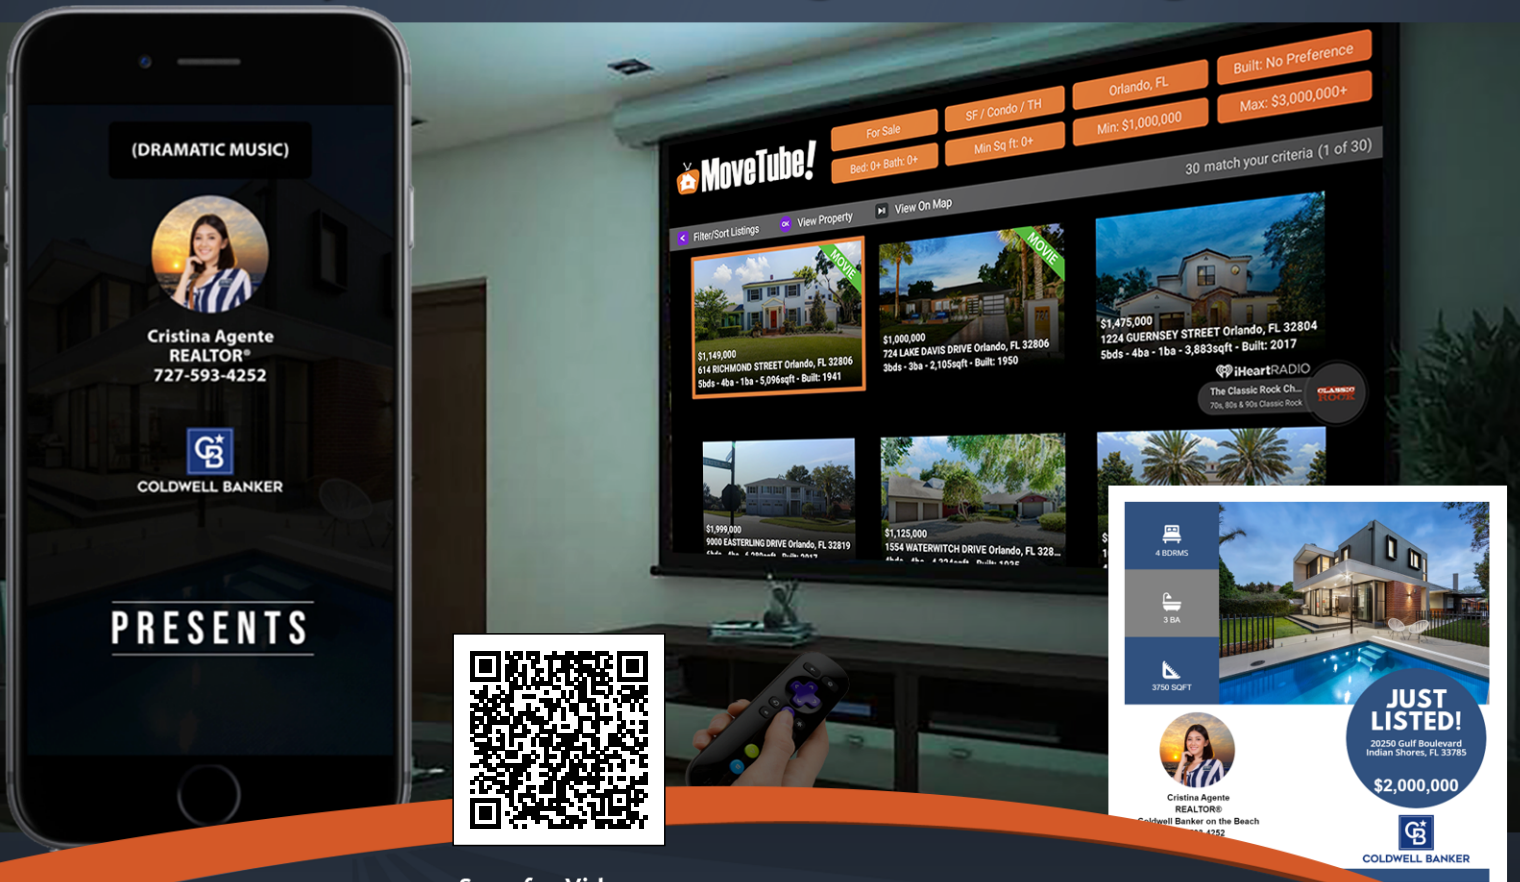 (DRAMATIC MUSIC)
Cristina Agente
REALTOR®
727-593-4252
CB
COLDWELL BANKER
PRESENTS
MoveTube!
For Sale
SF / Condo / TH
Orlando, FL
Built: No Preference
Bed: 0+ Bath: 0+
Min Sq ft: 0+
Min: $1,000,000
Max: $3,000,000+
Filter/Sort Listings
OK
View Property
View On Map
30 match your criteria (1 of 30)
MOVIE
$1,149,000
614 RICHMOND STREET Orlando, FL 32806
5bds - 4ba - 1ba - 5,096sqft - Built: 1941
MOVIE
$1,000,000
724 LAKE DAVIS DRIVE Orlando, FL 32806
3bds - 3ba - 2,105sqft - Built: 1950
$1,475,000
1224 GUERNSEY STREET Orlando, FL 32804
5bds - 4ba - 1ba - 3,883sqft - Built: 2017
iHeartRADIO
The Classic Rock Ch...
70s, 80s & 90s Classic Rock
CLASSIC
ROCK
$1,999,000
9000 EASTERLING DRIVE Orlando, FL 32819
$1,125,000
1554 WATERWITCH DRIVE Orlando, FL 328...
4 BDRMS
3 BA
3750 SQFT
JUST
LISTED!
20250 Gulf Boulevard
Indian Shores, FL 33785
$2,000,000
Cristina Agente
REALTOR®
Coldwell Banker on the Beach
CB
COLDWELL BANKER